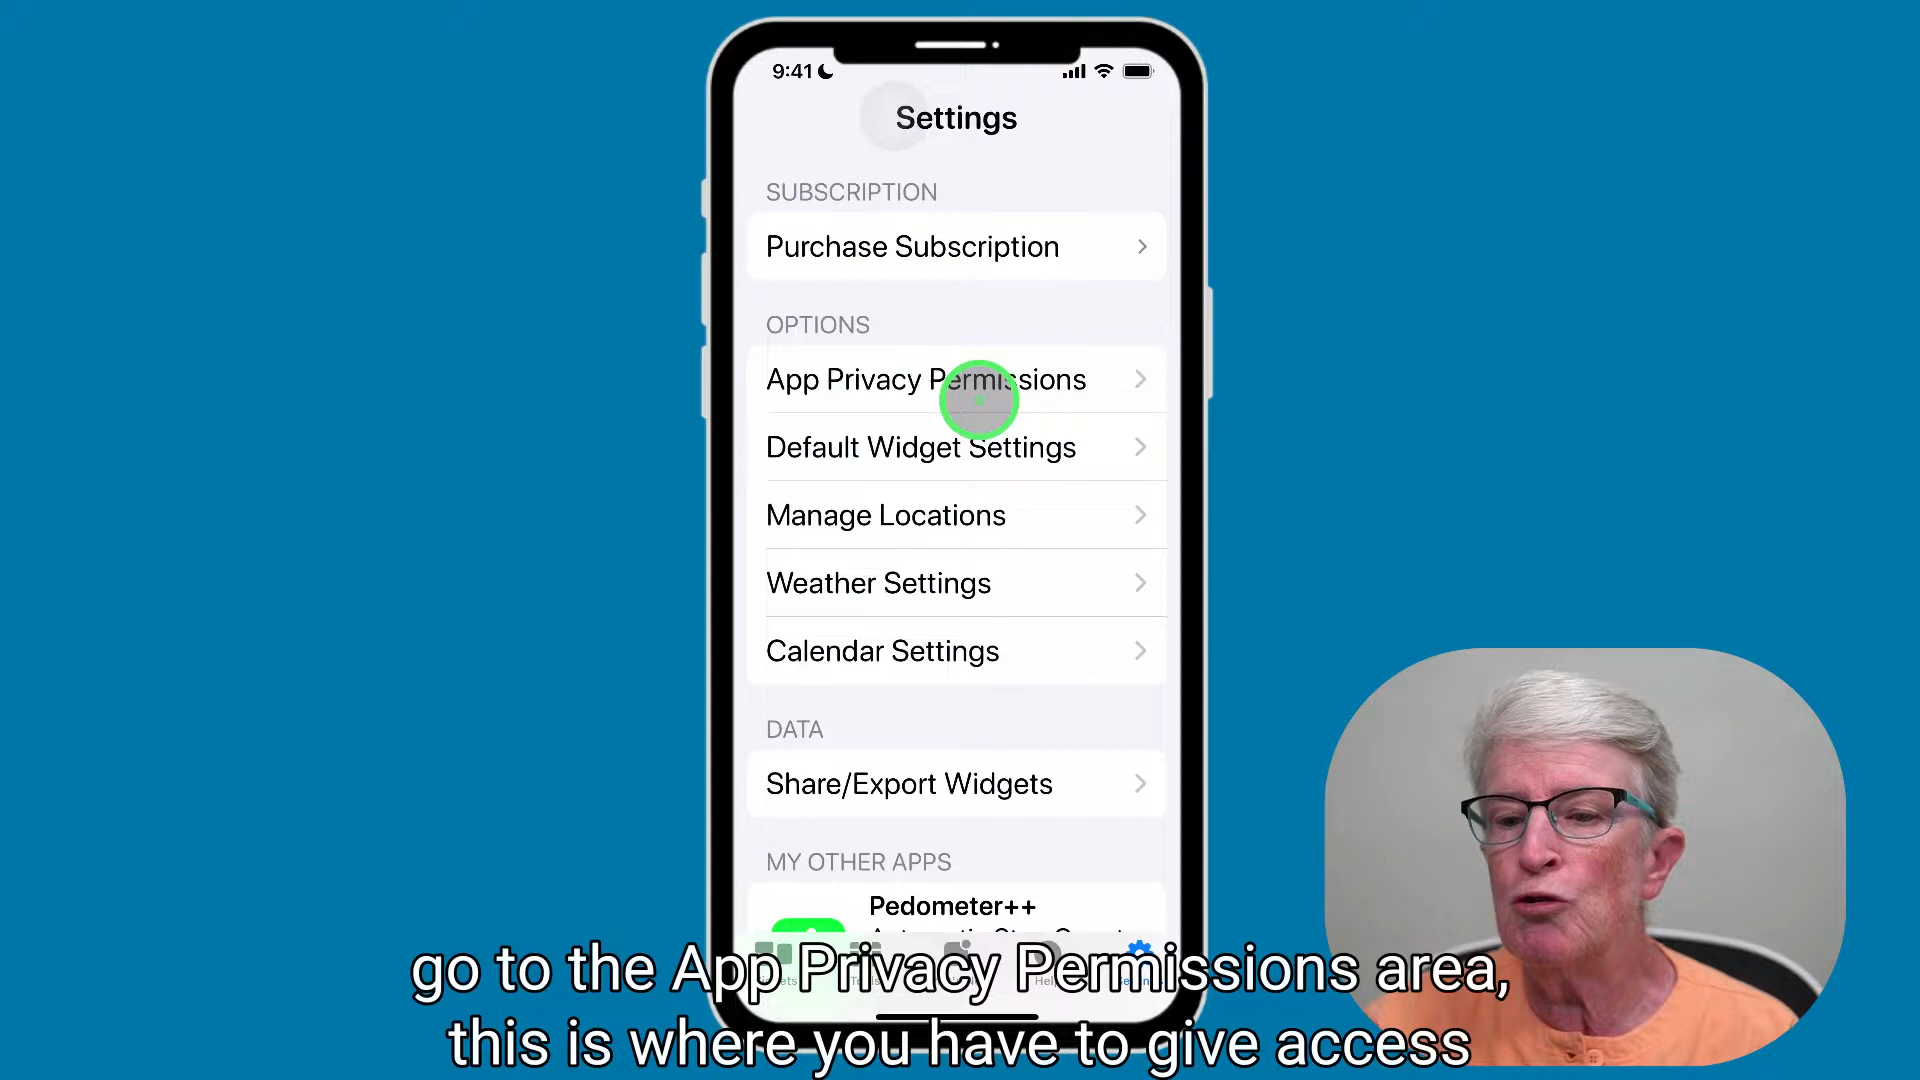 9:41
Settings
SUBSCRIPTION
Purchase Subscription
OPTIONS
App Privacy Permissions
Default Widget Settings
Manage Locations
Weather Settings
Calendar Settings
DATA
Share/Export Widgets
MY OTHER APPS
Pedometer++
go to the App Privacy Permissions area,
this is where you have to give access